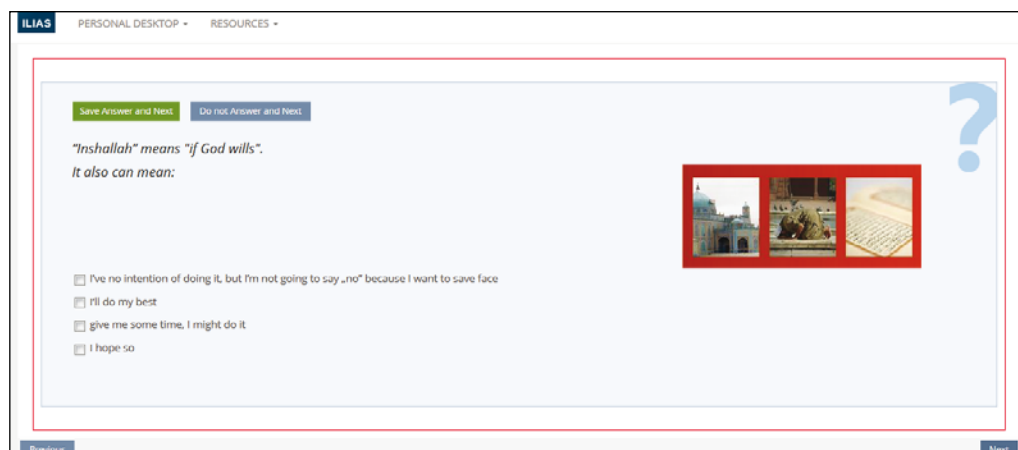 ILIAS PERSONAL DESKTOP RESOURCES
Save Answer and Next Do not Answer and Next
?
"Inshallah" means "if God wills".
It also can mean:
I've no intention of doing it, but I'm not going to say „no" because I want to save face
I'll do my best
give me some time, I might do it
I hope so
Previous Next